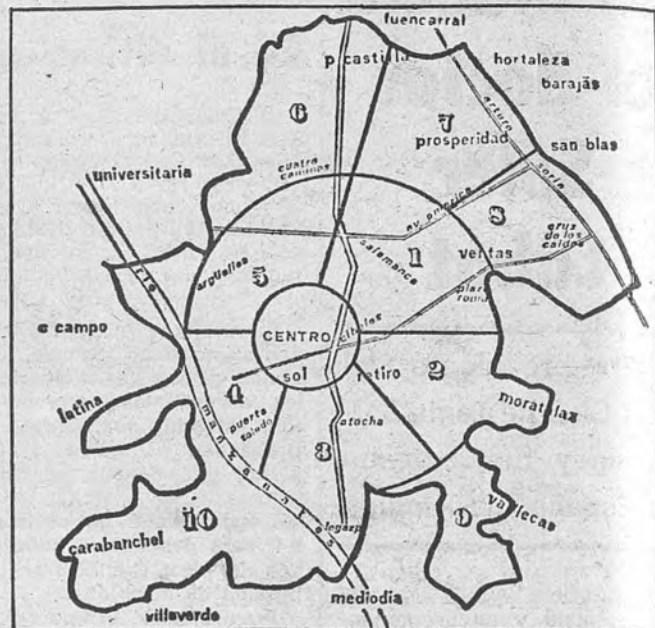 fuencarral
p. castilla
hortaleza
barajas
6
7
arturo
prosperidad
san blas
soria
cuatro
caminos
universitaria
av. america
8
cruz
de los
caidos
1
ventas
salamanca
argüelles
5
plaza
roma
rio
c campo
CENTRO
cibeles
sol
retiro
2
4
latina
puerta
toledo
atocha
moratalaz
manzanares
3
vallecas
9
10
legazpi
carabanchel
villaverde
mediodia